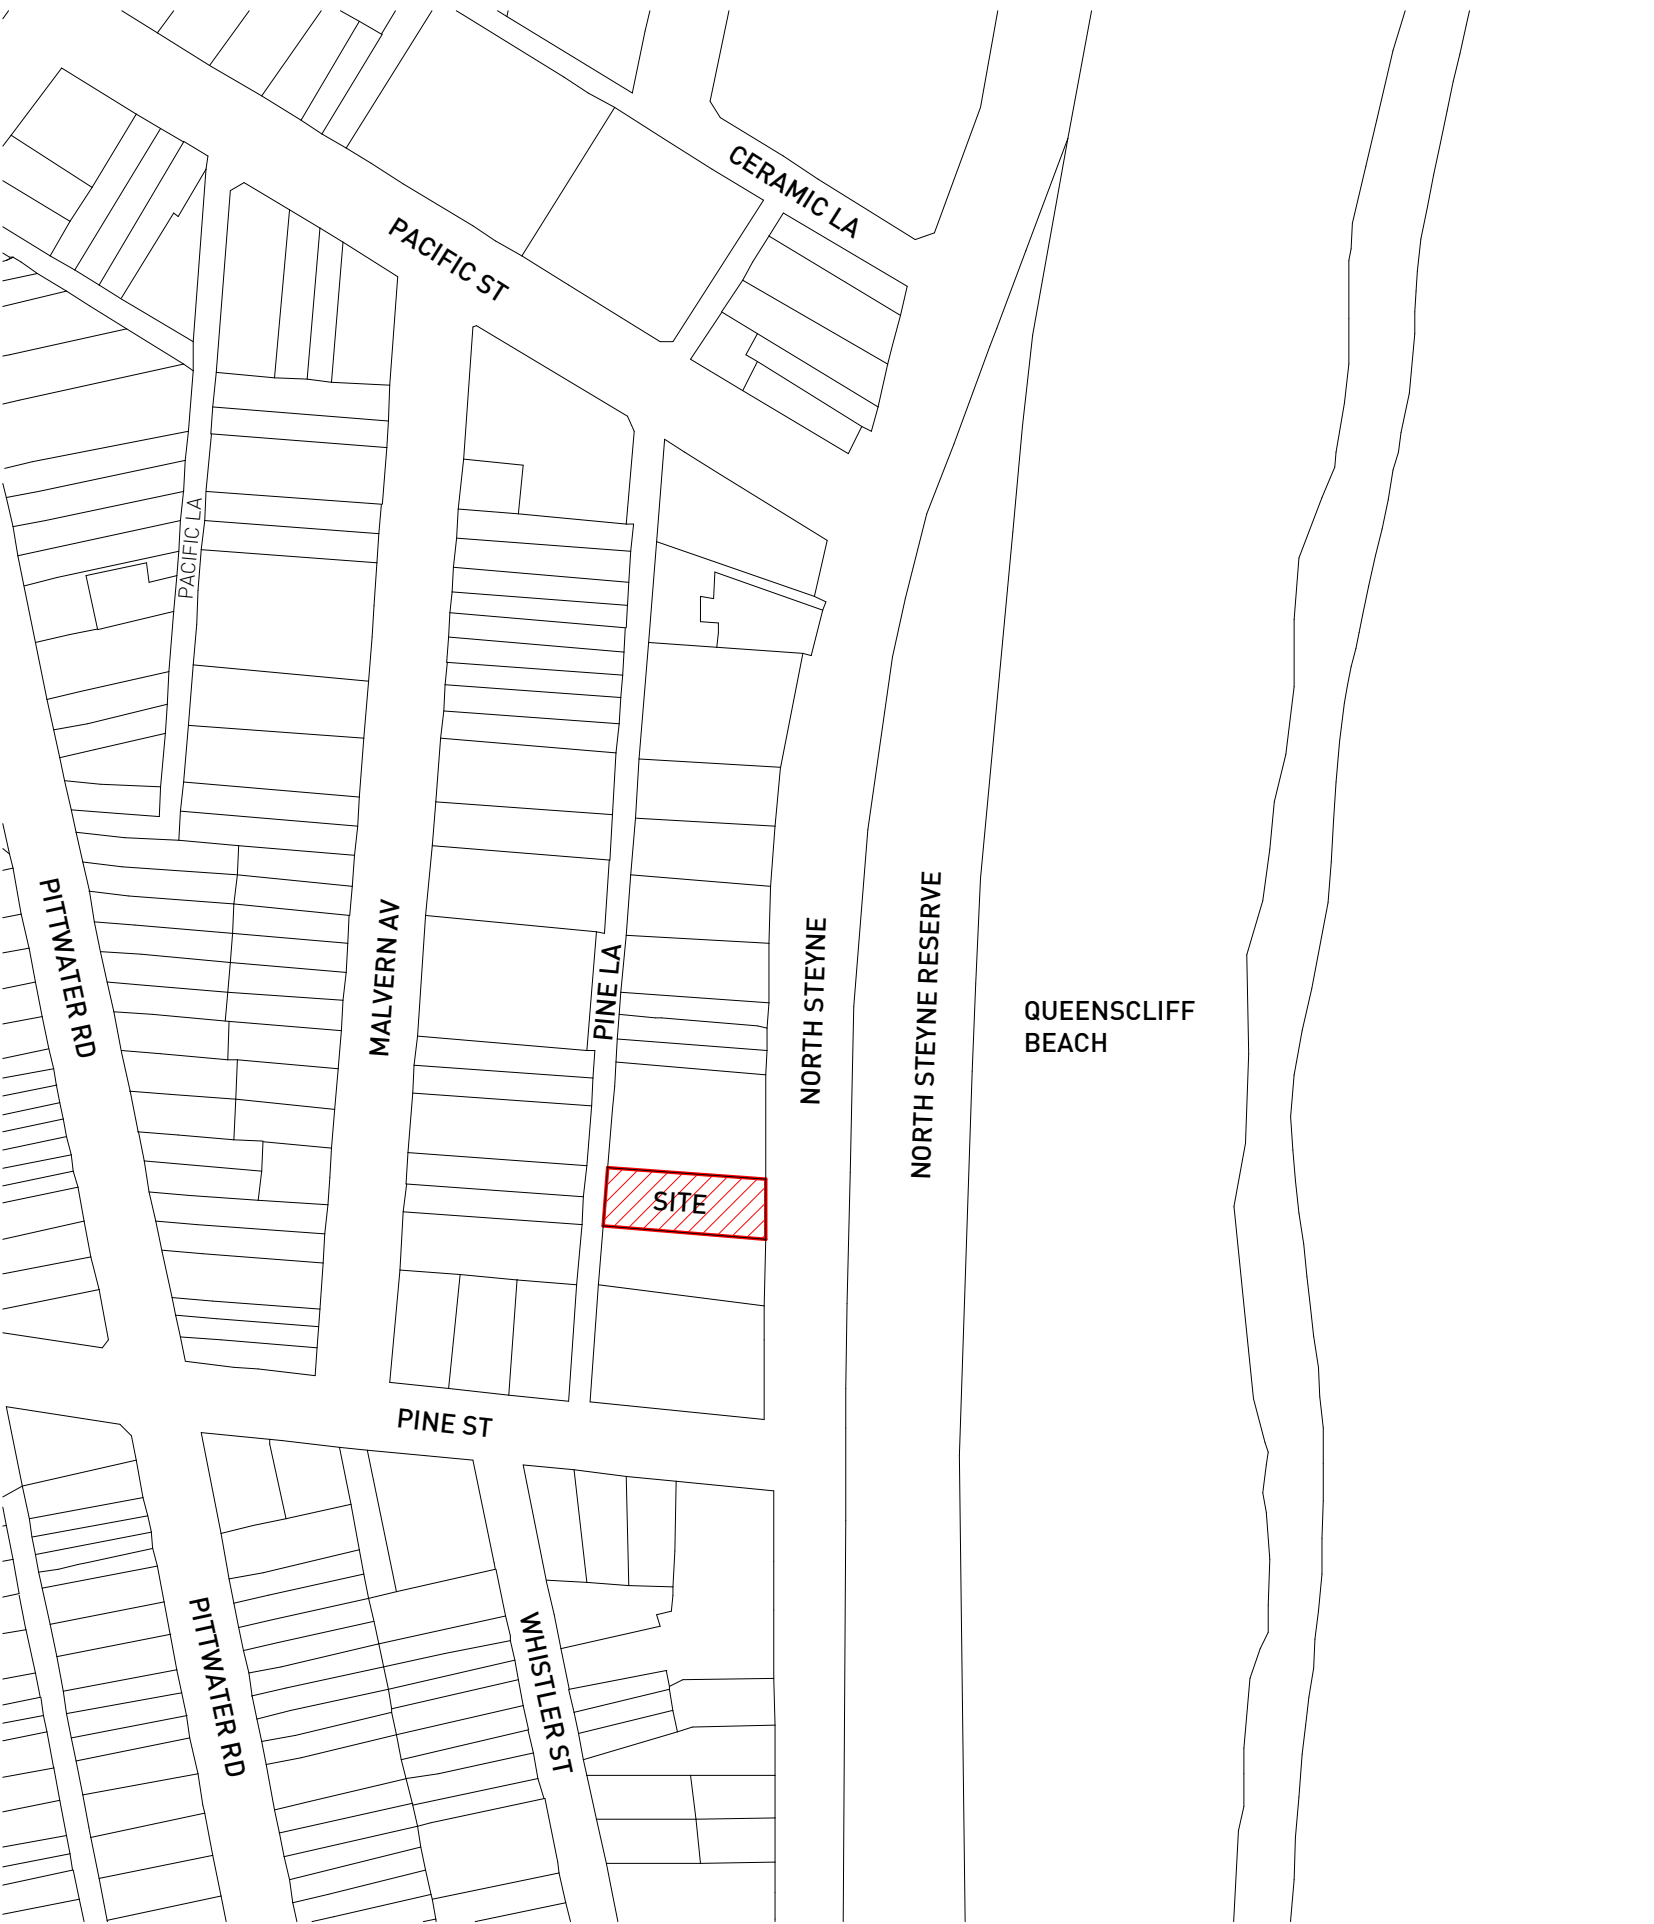 CERAMIC LA
PACIFIC ST
PACIFIC LA
PITTWATER RD
MALVERN AV
PINE LA
NORTH STEYNE
NORTH STEYNE RESERVE
QUEENSCLIFF
BEACH
SITE
PINE ST
PITTWATER RD
WHISTLER ST